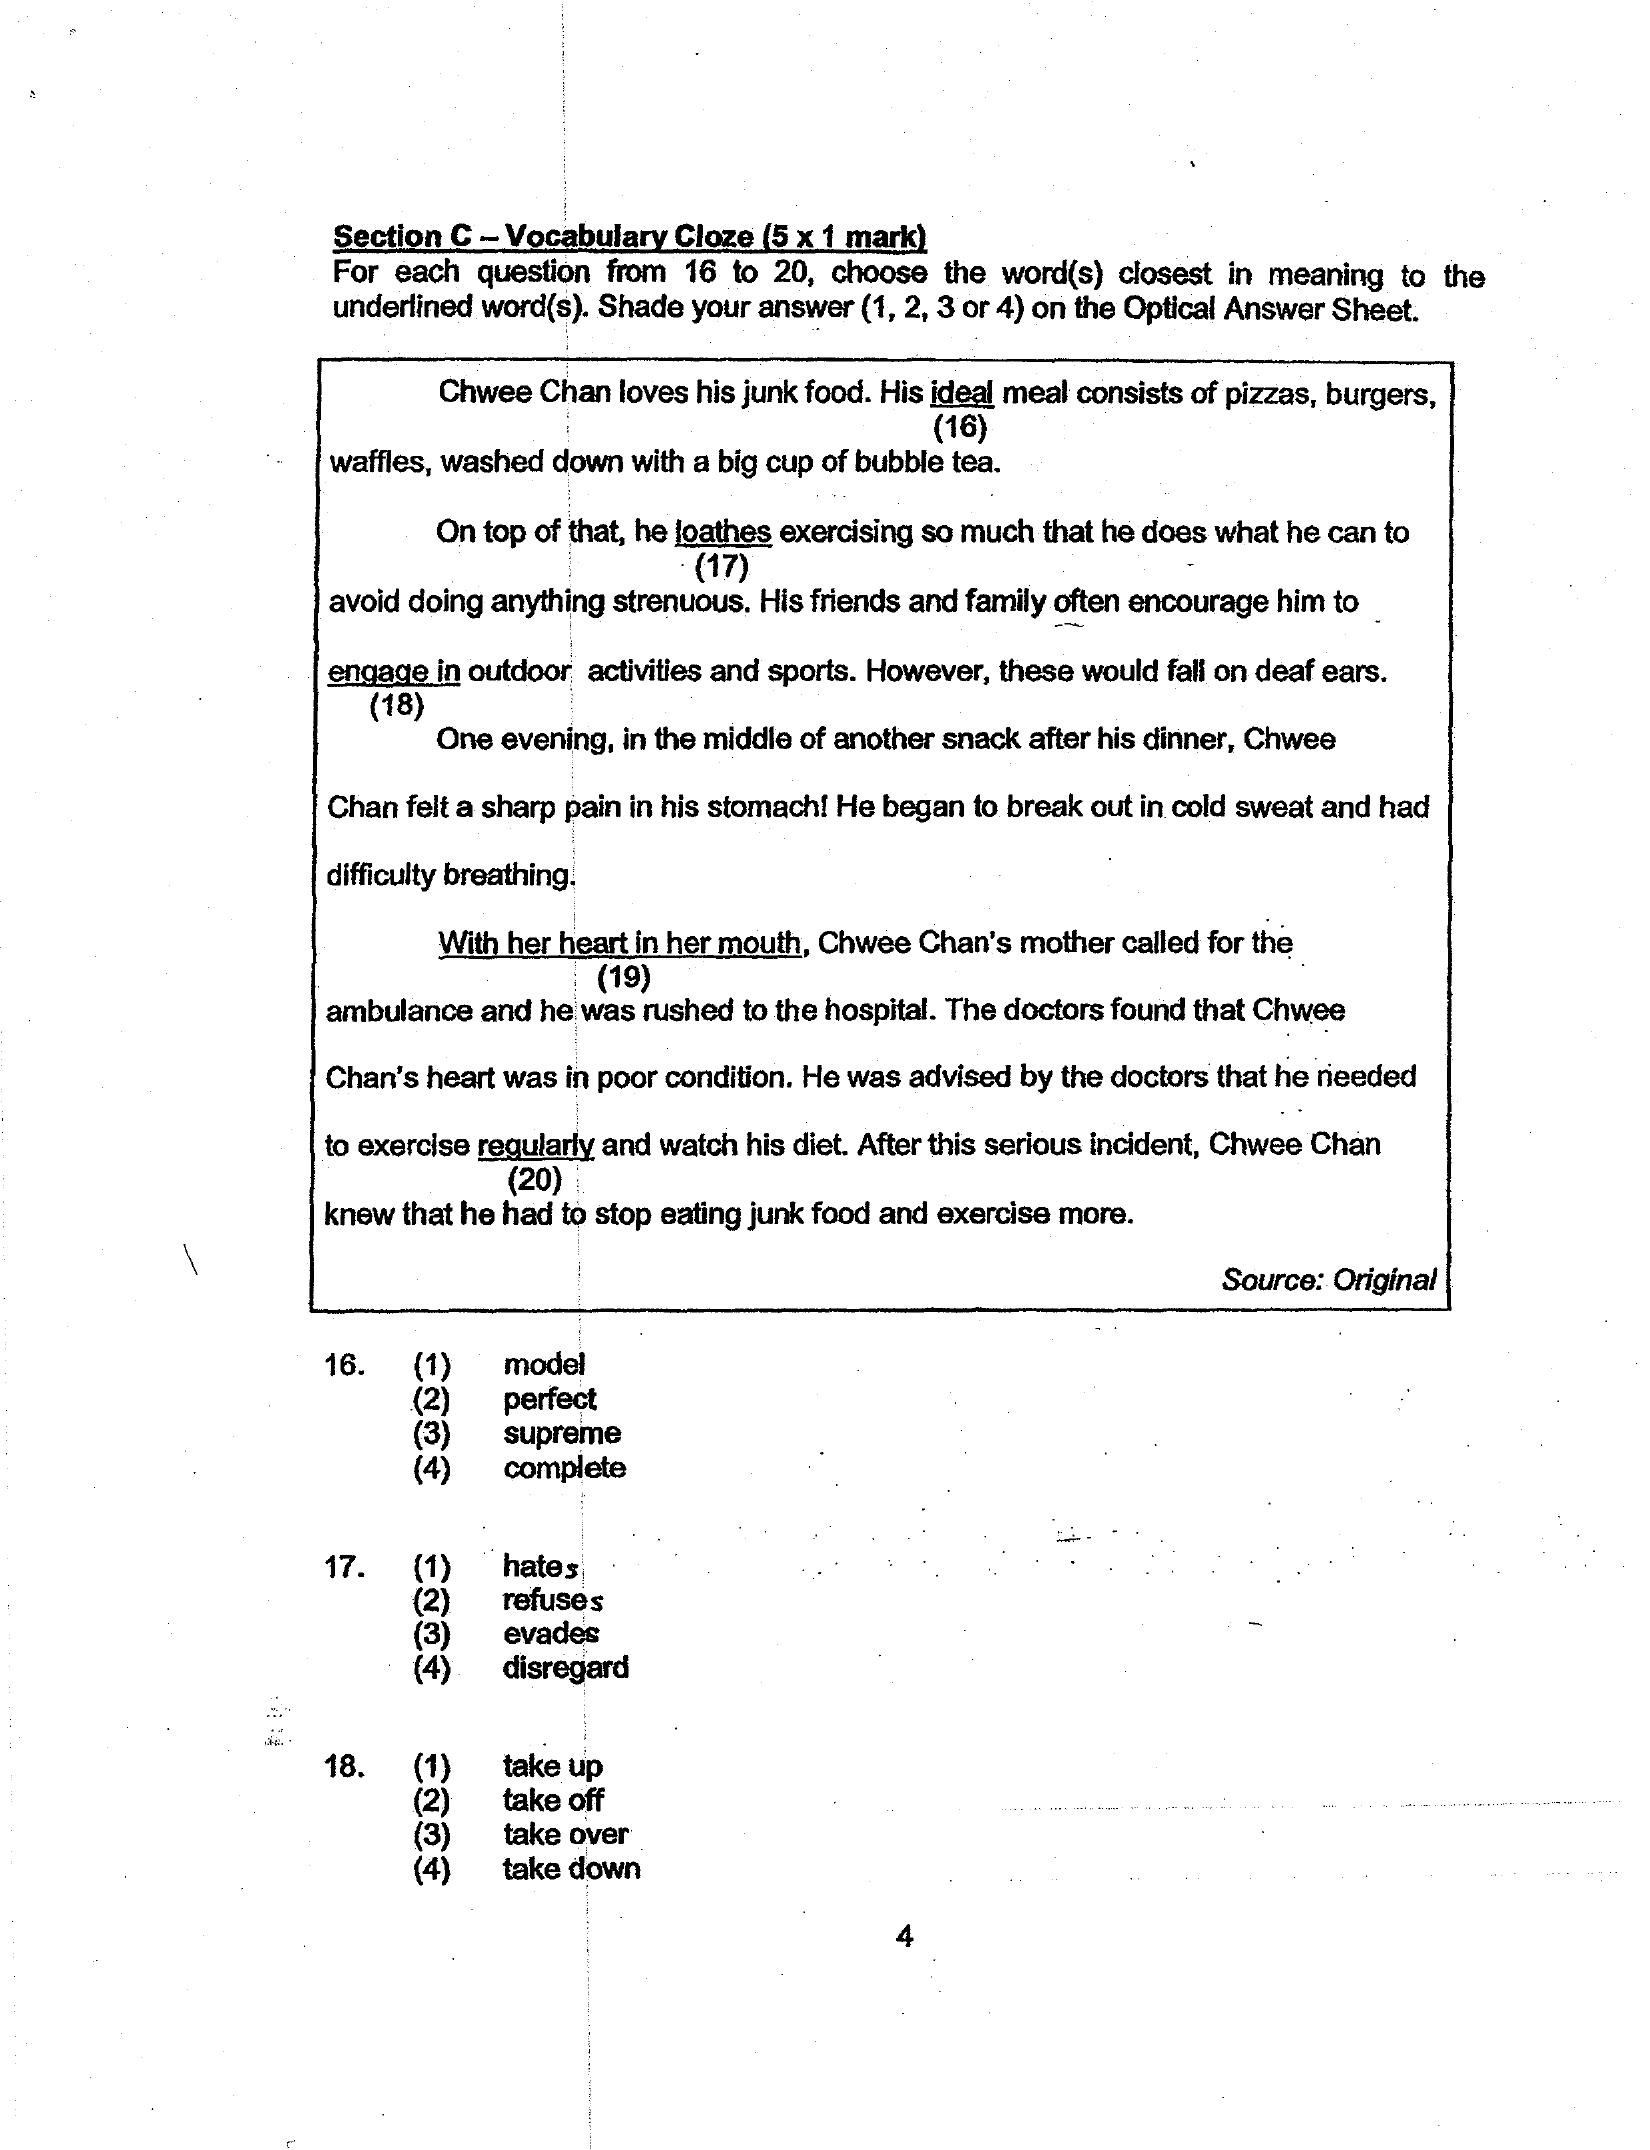 Section C – Vocabulary Cloze (5 x 1 mark)
For each question from 16 to 20, choose the word(s) closest in meaning to the
underlined word(s). Shade your answer (1, 2, 3 or 4) on the Optical Answer Sheet.
Chwee Chan loves his junk food. His ideal meal consists of pizzas, burgers,
(16)
waffles, washed down with a big cup of bubble tea.
On top of that, he loathes exercising so much that he does what he can to
(17)
avoid doing anything strenuous. His friends and family often encourage him to
engage in outdoor activities and sports. However, these would fall on deaf ears.
(18)
One evening, in the middle of another snack after his dinner, Chwee
Chan felt a sharp pain in his stomach! He began to break out in cold sweat and had
difficulty breathing.
With her heart in her mouth, Chwee Chan's mother called for the
(19)
ambulance and he was rushed to the hospital. The doctors found that Chwee
Chan's heart was in poor condition. He was advised by the doctors that he needed
to exercise regularly and watch his diet. After this serious incident, Chwee Chan
(20)
knew that he had to stop eating junk food and exercise more.
Source: Original
16. (1) model
(2) perfect
(3) supreme
(4) complete
17. (1) hates
(2) refuses
(3) evades
(4) disregard
18. (1) take up
(2) take off
(3) take over
(4) take down
4